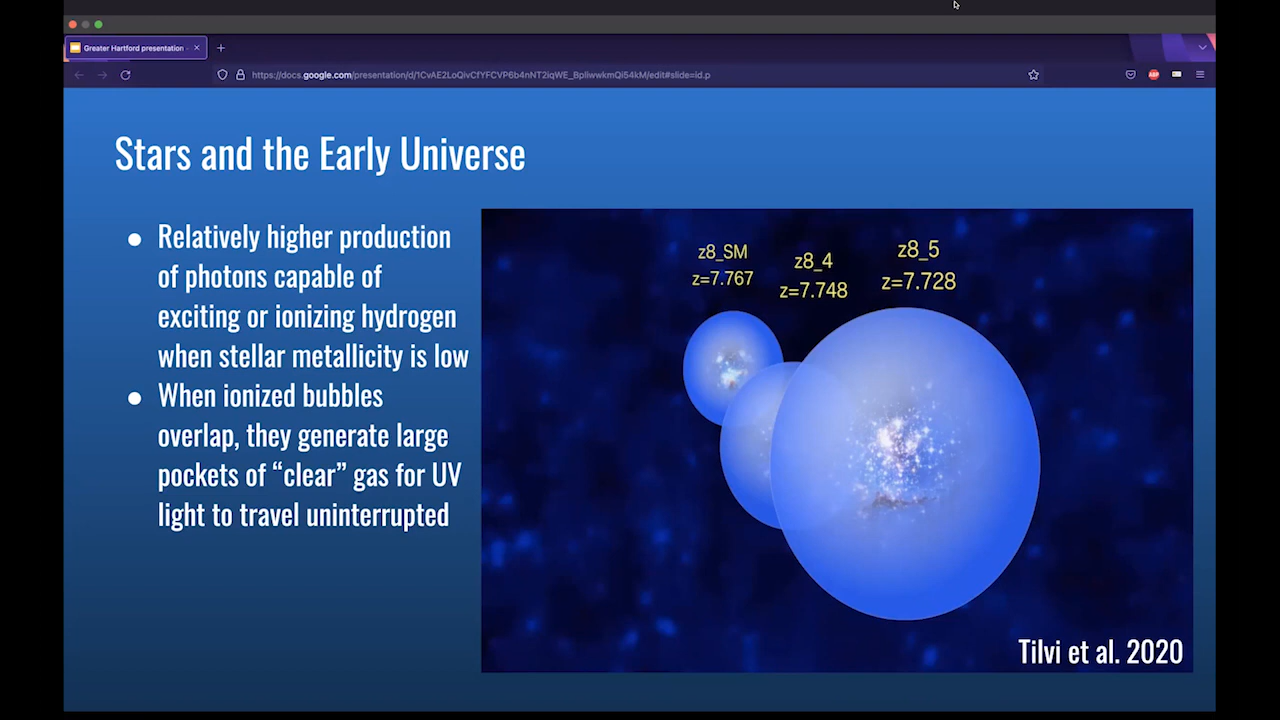 Greater Hartford presentation -
https://docs.google.com/presentation/d/1CvAE2LoQivCfYFCVP6b4nNT2iqWE_BpliwwkmQi54kM/edit#slide=id.p
ABP
Stars and the Early Universe
● Relatively higher production
of photons capable of
exciting or ionizing hydrogen
when stellar metallicity is low
● When ionized bubbles
overlap, they generate large
pockets of “clear” gas for UV
light to travel uninterrupted
z8_SM
z=7.767
z8_4
z=7.748
z8_5
z=7.728
Tilvi et al. 2020